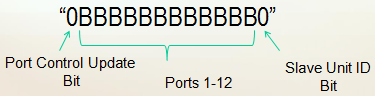 “0BBBBBBBBBBBB0”
Port Control Update Bit
Ports 1-12
Slave Unit ID Bit